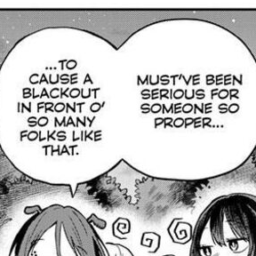 MUST'VE BEEN
SERIOUS FOR
SOMEONE SO
PROPER...
...TO
CAUSE A
BLACKOUT
IN FRONT O'
SO MANY
FOLKS LIKE
THAT.